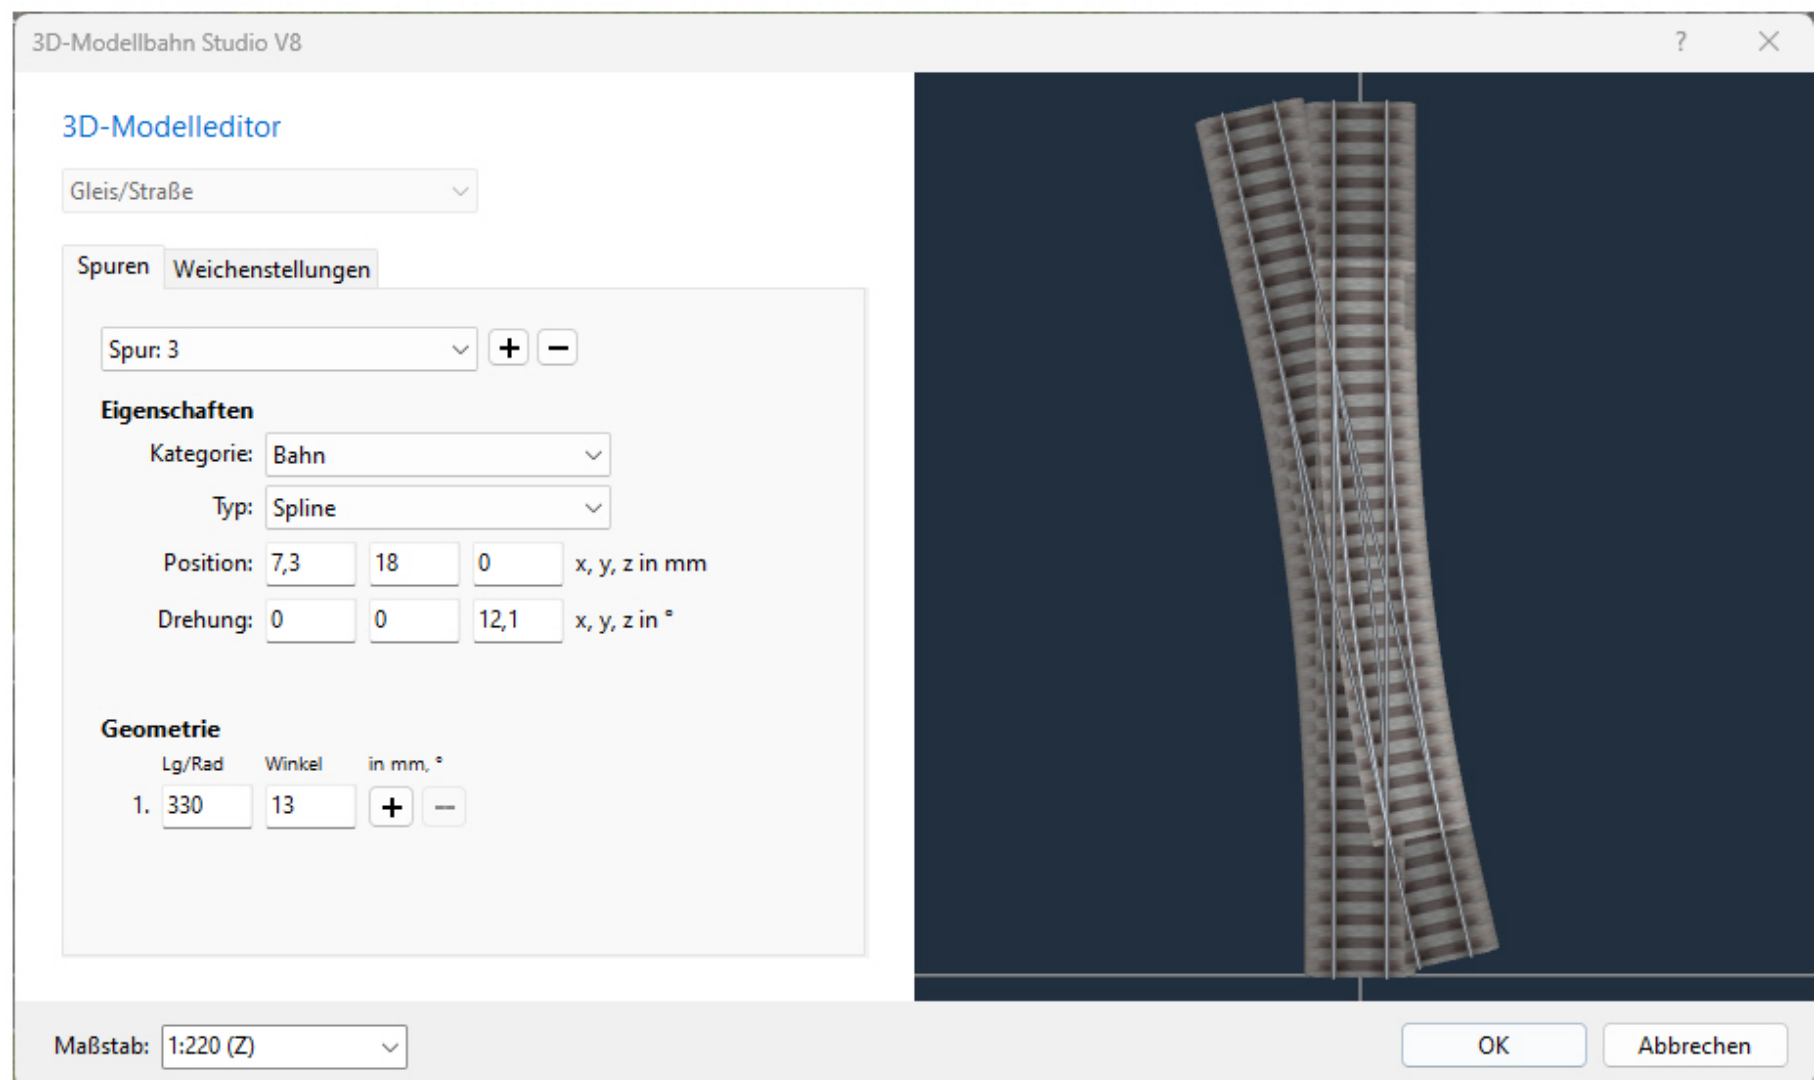 3D-Modellbahn Studio V8 ?
3D-Modelleditor
Gleis/Straße
Spuren Weichenstellungen
Spur: 3
Eigenschaften
Kategorie: Bahn
Typ: Spline
Position: 7,3 18 0 x, y, z in mm
Drehung: 0 0 12,1 x, y, z in °
Geometrie
Lg/Rad Winkel in mm, °
1. 330 13
Maßstab: 1:220 (Z) OK Abbrechen